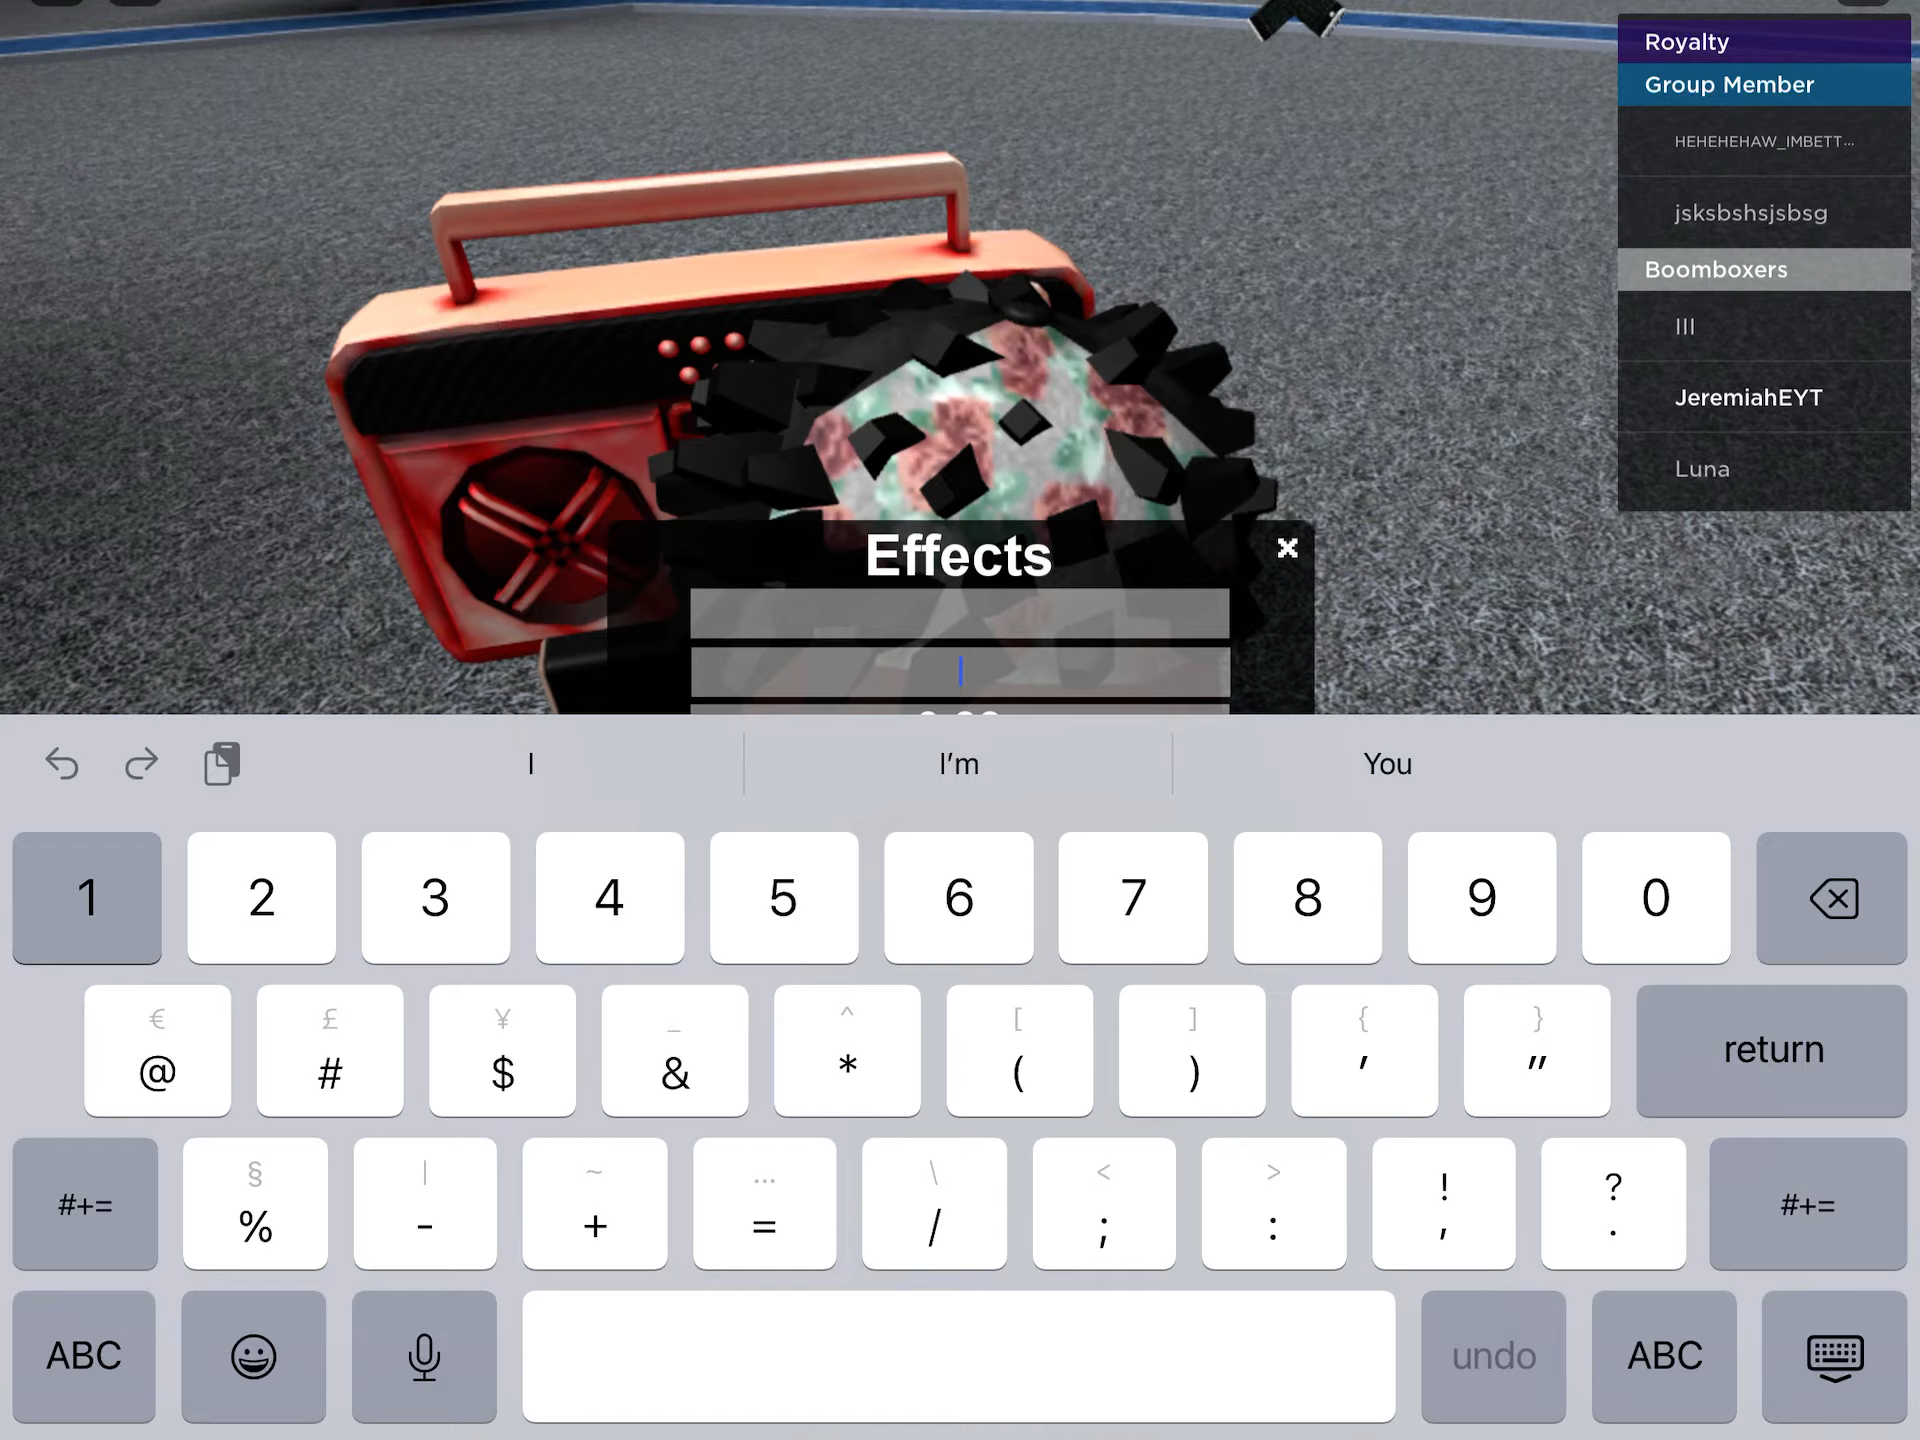 Royalty
Group Member
HEHEHEHAW_IMBETT...
jsksbshsjsbsg
Boomboxers
III
JeremiahEYT
Luna
Effects
x
I
I'm
You
1 2 3 4 5 6 7 8 9 0
€ £ ¥ _ ^ [ ] { }
@ # $ & * ( ) ' "
return
§ | ~ ... \ < > ! ?
#+= % - + = / ; : , . #+=
ABC
undo
ABC